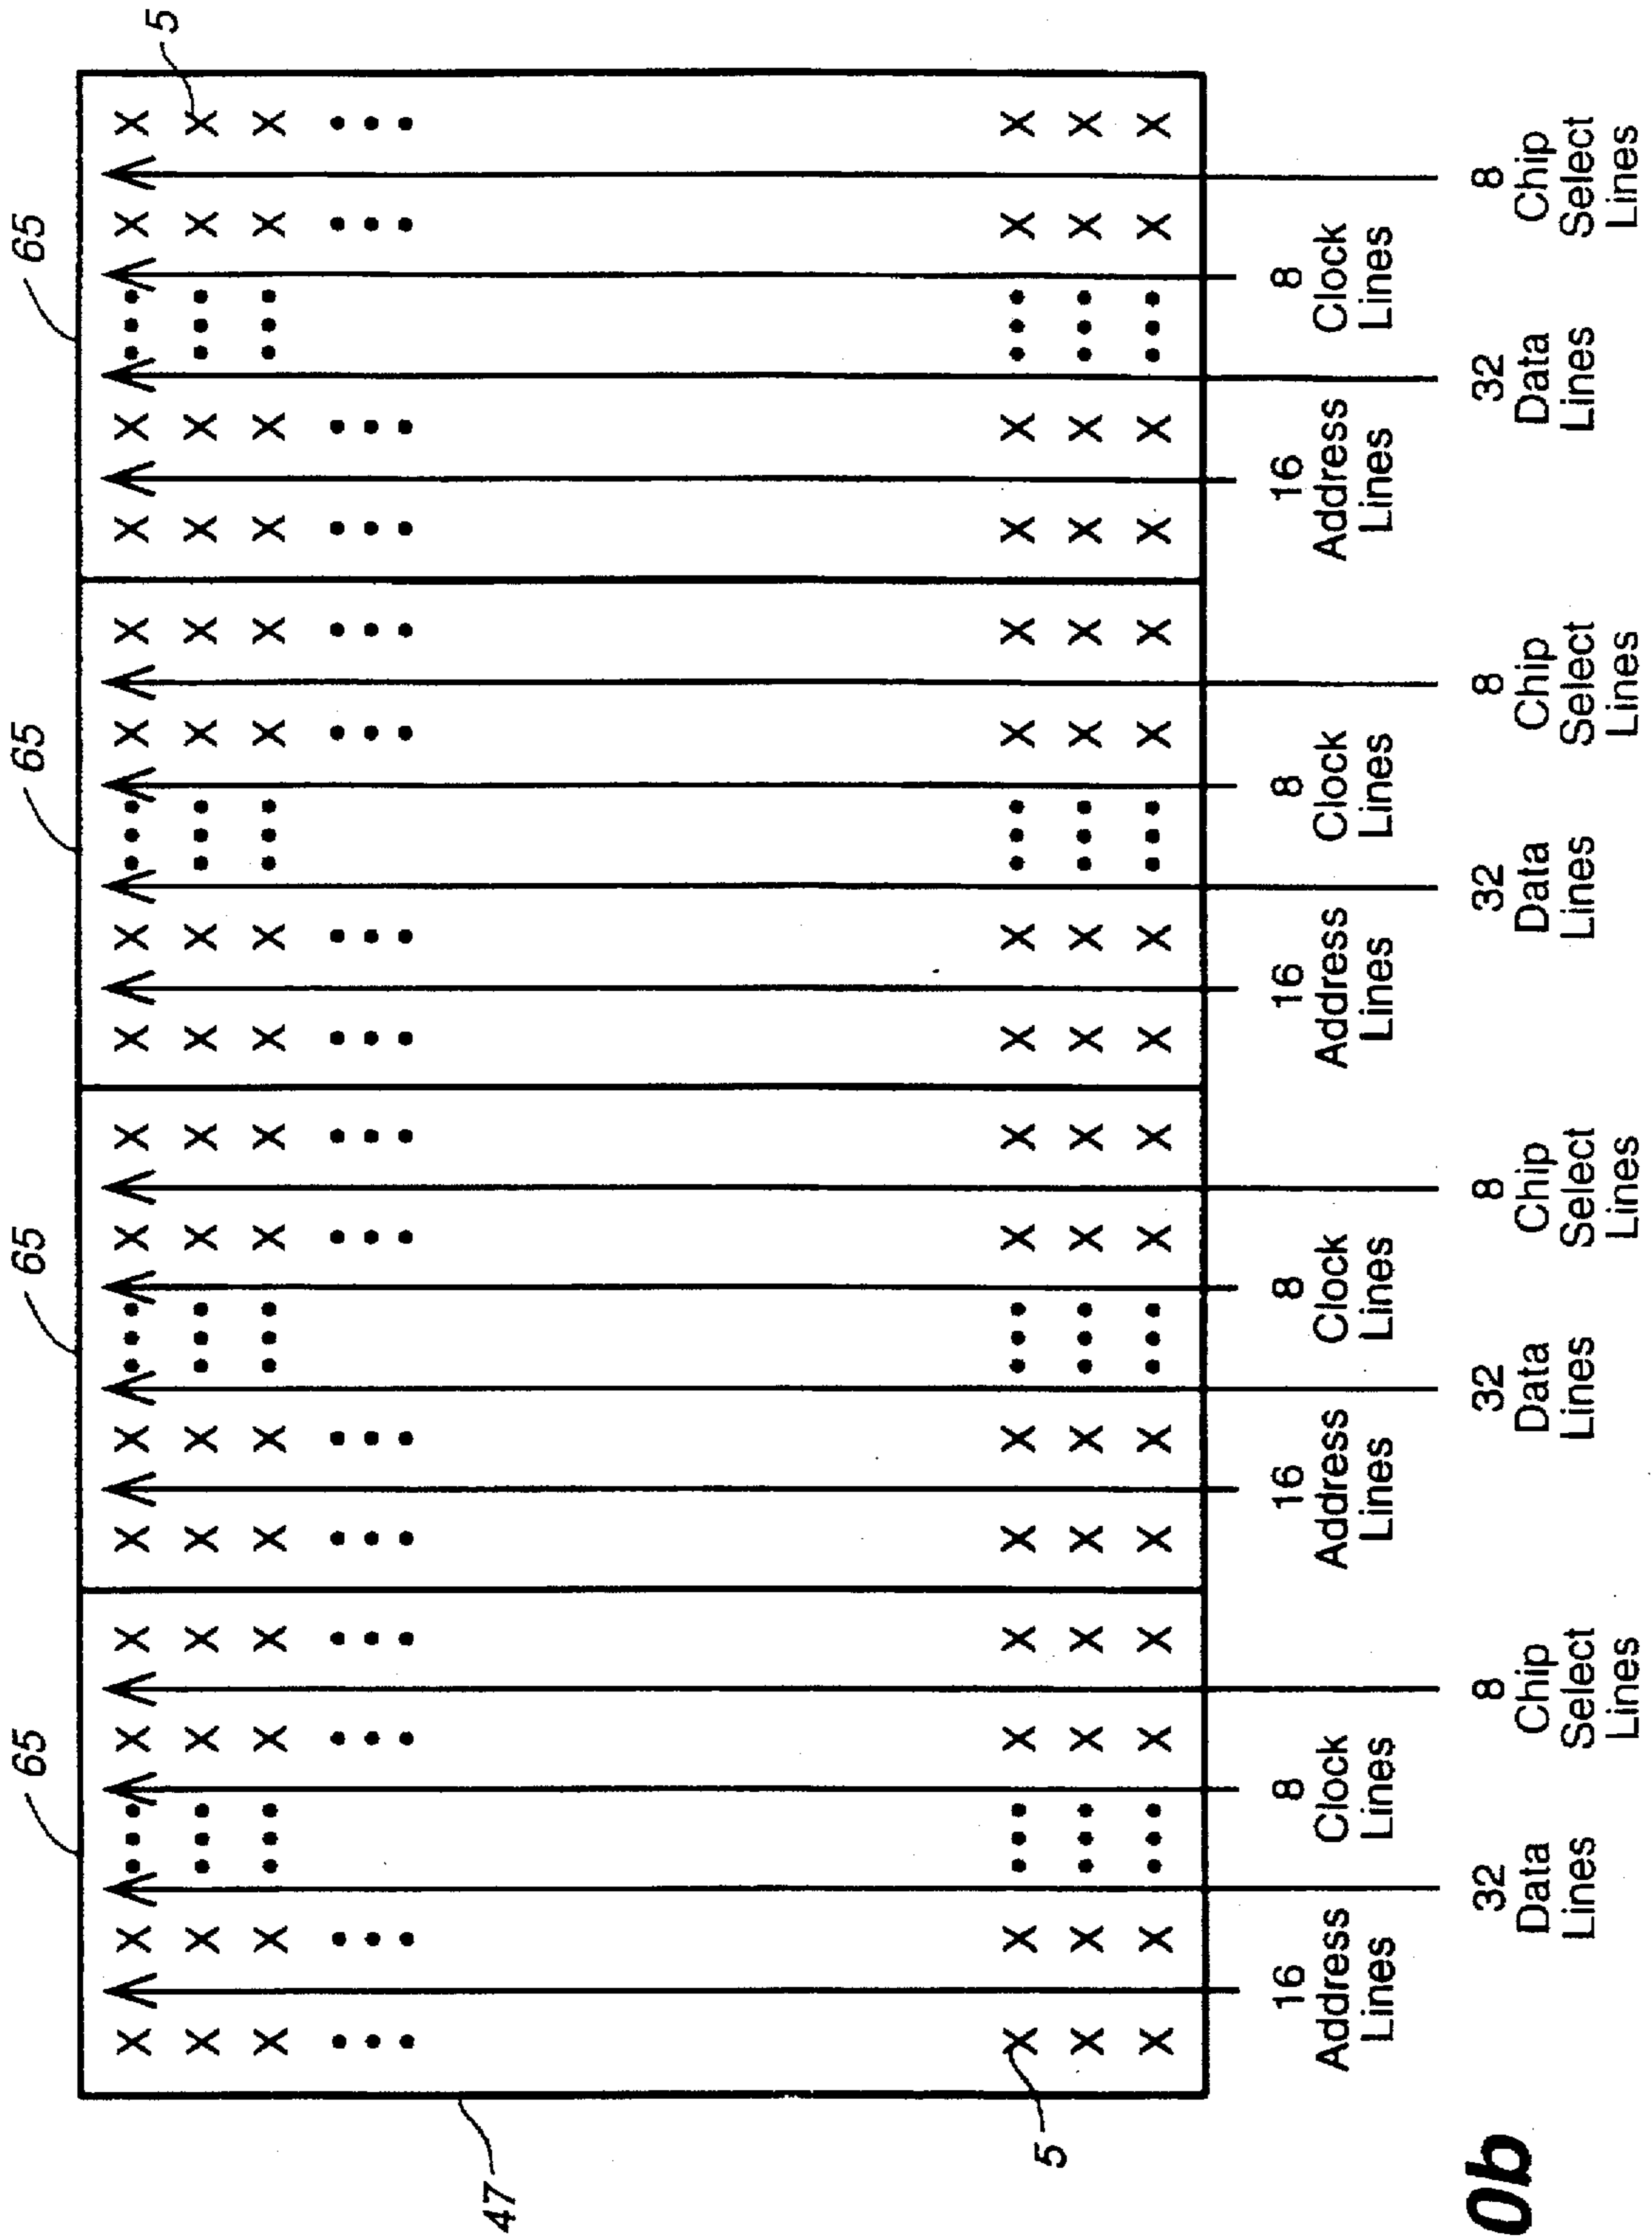 65
65
65
65
5
47
5
16
Address
Lines
32
Data
Lines
8
Clock
Lines
8
Chip
Select
Lines
16
Address
Lines
32
Data
Lines
8
Clock
Lines
8
Chip
Select
Lines
16
Address
Lines
32
Data
Lines
8
Clock
Lines
8
Chip
Select
Lines
16
Address
Lines
32
Data
Lines
8
Clock
Lines
8
Chip
Select
Lines
0b